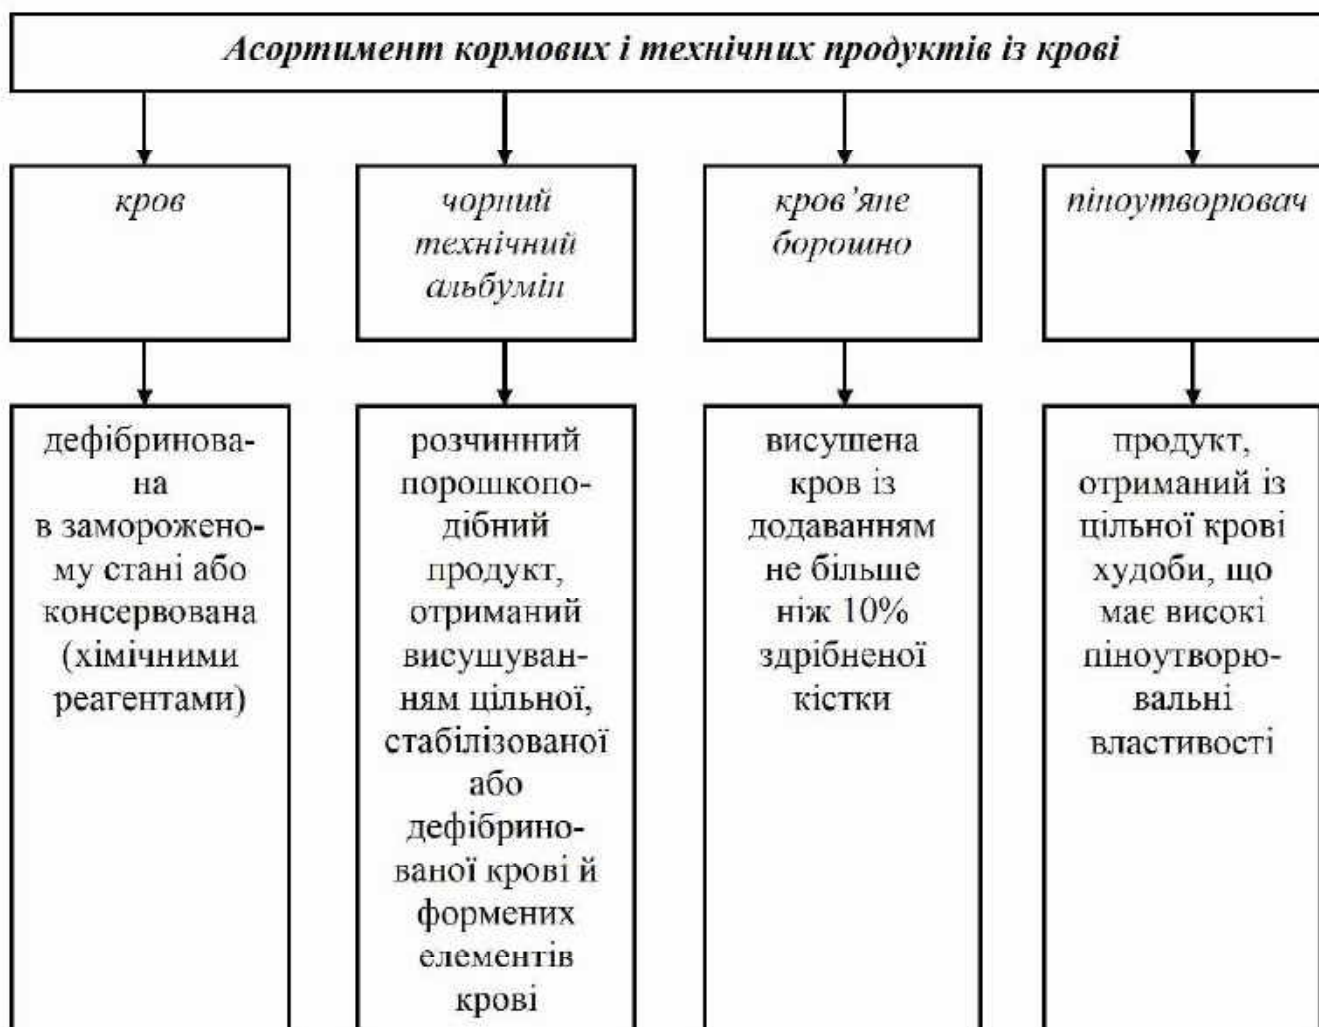 Асортимент кормових і технічних продуктів із крові
кров
чорний
технічний
альбумін
кров’яне
борошно
піноутворювач
дефібринова-
на
в заморожено-
му стані або
консервована
(хімічними
реагентами)
розчинний
порошкопо-
дібний
продукт,
отриманий
висушуван-
ням цільної,
стабілізованої
або
дефібрино-
ваної крові й
формених
елементів
крові
висушена
кров із
додаванням
не більше
ніж 10%
здрібненої
кістки
продукт,
отриманий із
цільної крові
худоби, що
має високі
піноутворю-
вальні
властивості